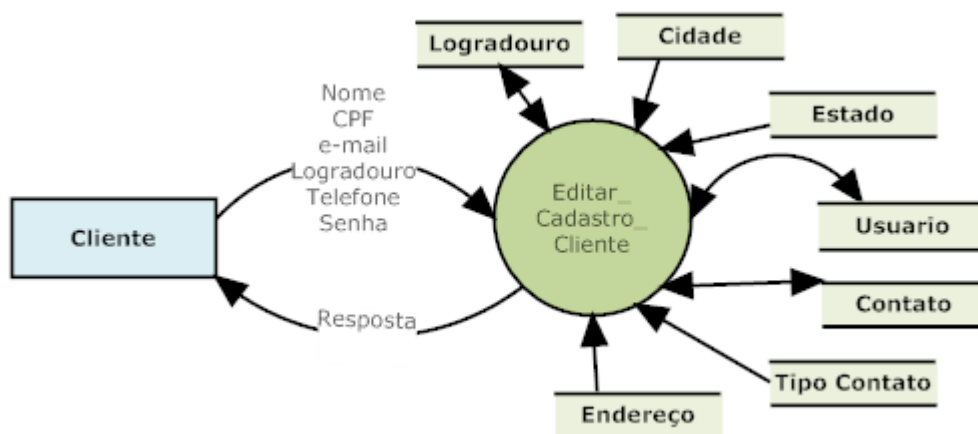 Logradouro
Cidade
Estado
Nome
CPF
e-mail
Logradouro
Telefone
Senha
Editar_
Cadastro_
Cliente
Cliente
Usuario
Contato
Resposta
Tipo Contato
Endereço